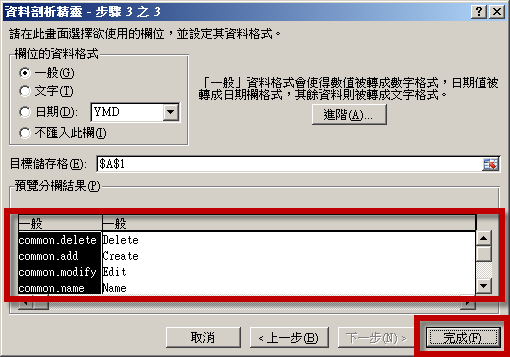 資料剖析精靈 - 步驟 3 之 3
請在此畫面選擇欲使用的欄位，並設定其資料格式。
欄位的資料格式
一般(G)
文字(T)
日期(D): YMD
不匯入此欄(I)
「一般」資料格式會使得數值被轉成數字格式，日期值被
轉成日期欄格式，其餘資料則被轉成文字格式。
進階(A)...
目標儲存格(E): $A$1
預覽分欄結果(P)
一般 一般
common.delete Delete
common.add Create
common.modify Edit
common.name Name
取消 <上一步(B) 下一步(N)> 完成(F)